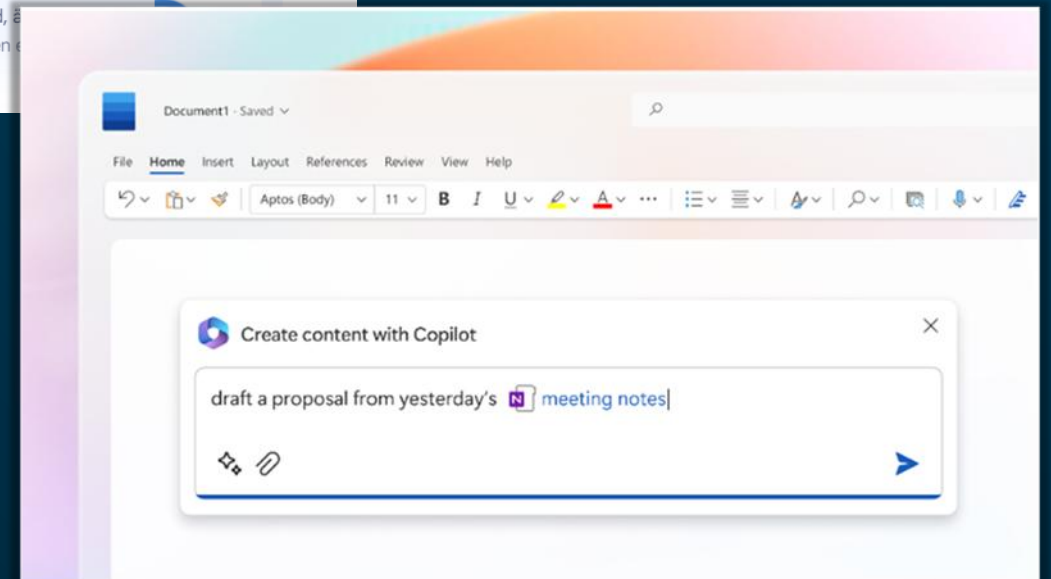 Document1 - Saved
File Home Insert Layout References Review View Help
Aptos (Body) 11 B I U A
Create content with Copilot
draft a proposal from yesterday's N meeting notes